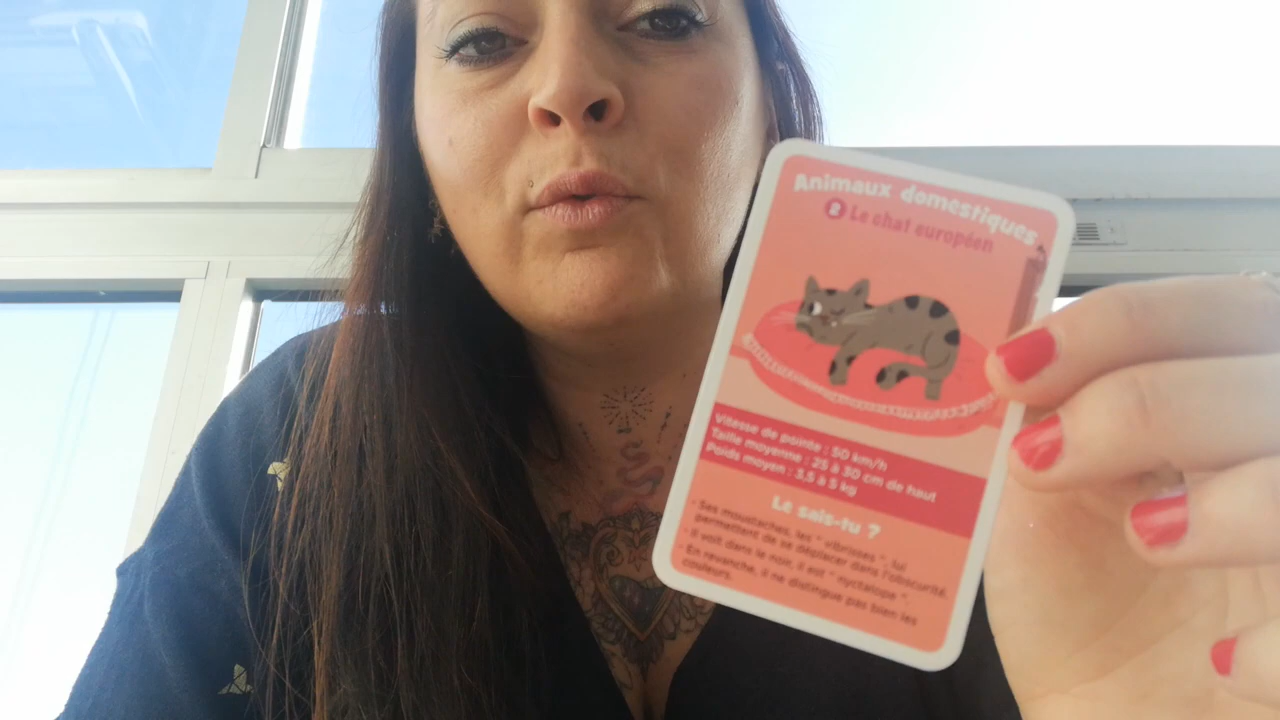 Animaux domestiques
2 Le chat européen
Vitesse de pointe : 50 km/h
Taille moyenne : 25 à 30 cm de haut
Poids moyen : 3,5 à 5 kg
Le sais-tu ?
- Ses moustaches, les " vibrisses ", lui
permettent de se déplacer dans l'obscurité.
- Il voit dans le noir, il est " nyctalope ".
- En revanche, il ne distingue pas bien les
couleurs.